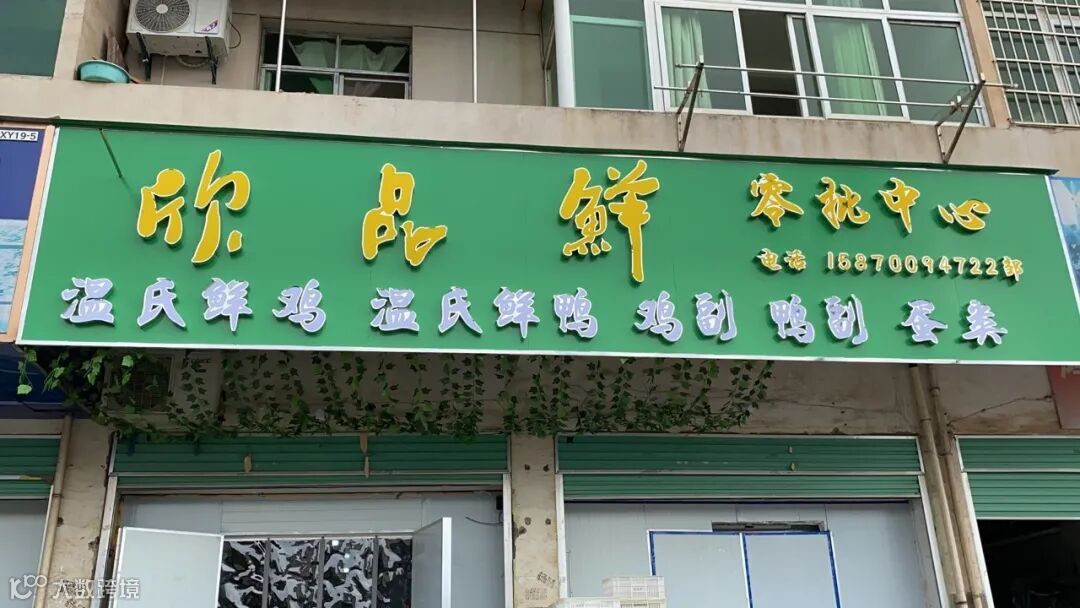 XY19-5
欣品鲜 零批中心
电话 15870094722邹
温氏鲜鸡 温氏鲜鸭 鸡副 鸭副 蛋类
大数跨境